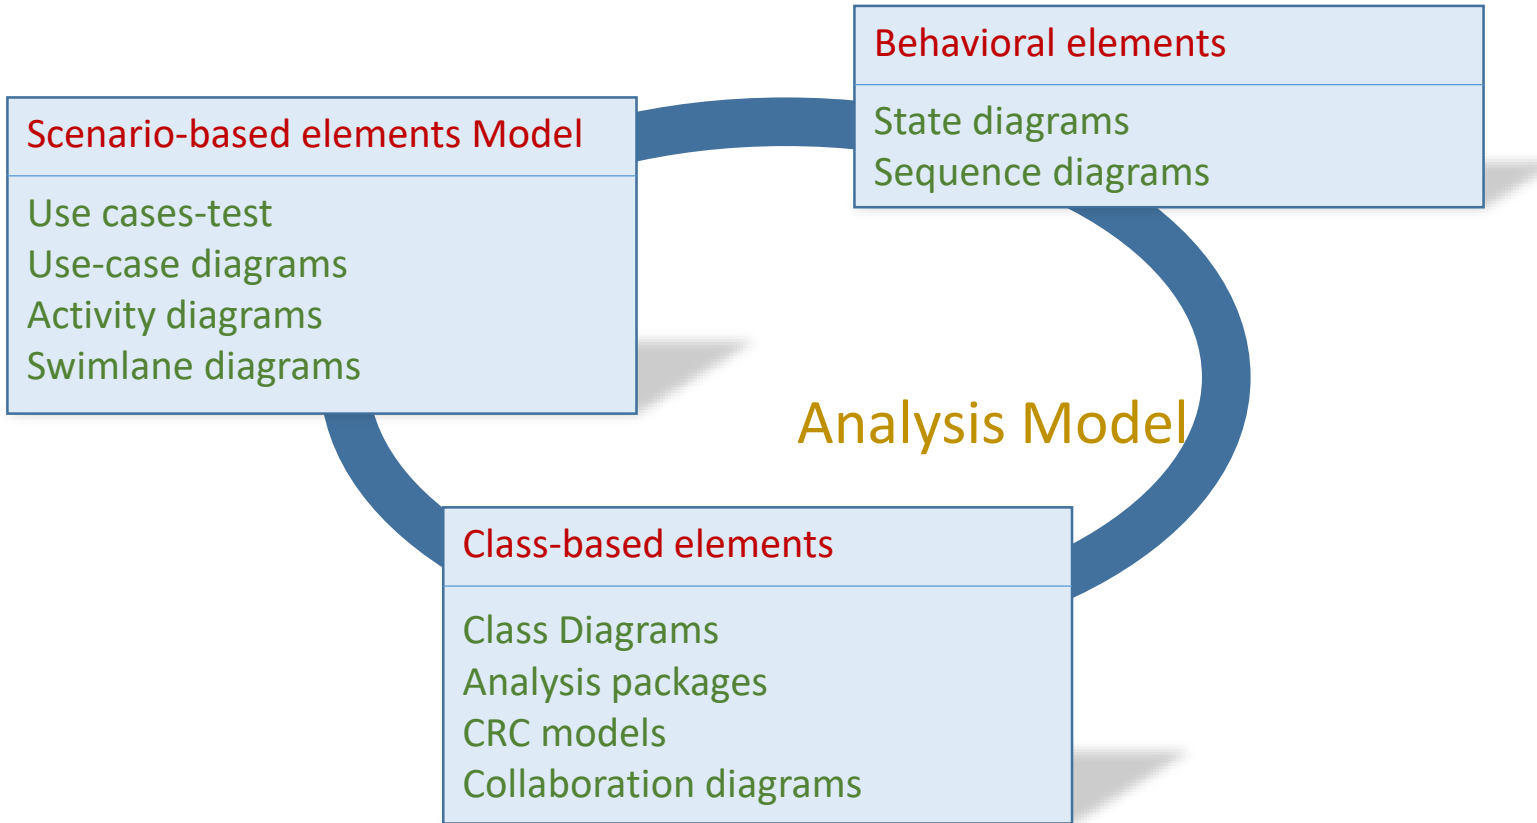 Behavioral elements
State diagrams
Sequence diagrams
Scenario-based elements Model
Use cases-test
Use-case diagrams
Activity diagrams
Swimlane diagrams
Analysis Model
Class-based elements
Class Diagrams
Analysis packages
CRC models
Collaboration diagrams